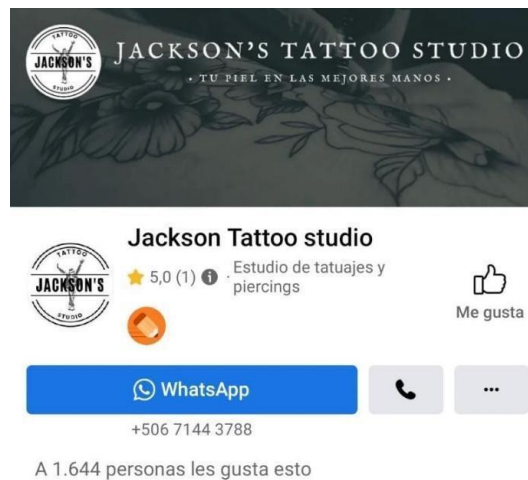 TATTOO
JACKSON'S
STUDIO
JACKSON'S TATTOO STUDIO
• TU PIEL EN LAS MEJORES MANOS •
TATTOO
JACKSON'S
STUDIO
Jackson Tattoo studio
5,0 (1) · Estudio de tatuajes y
piercings
Me gusta
WhatsApp
+506 7144 3788
A 1.644 personas les gusta esto